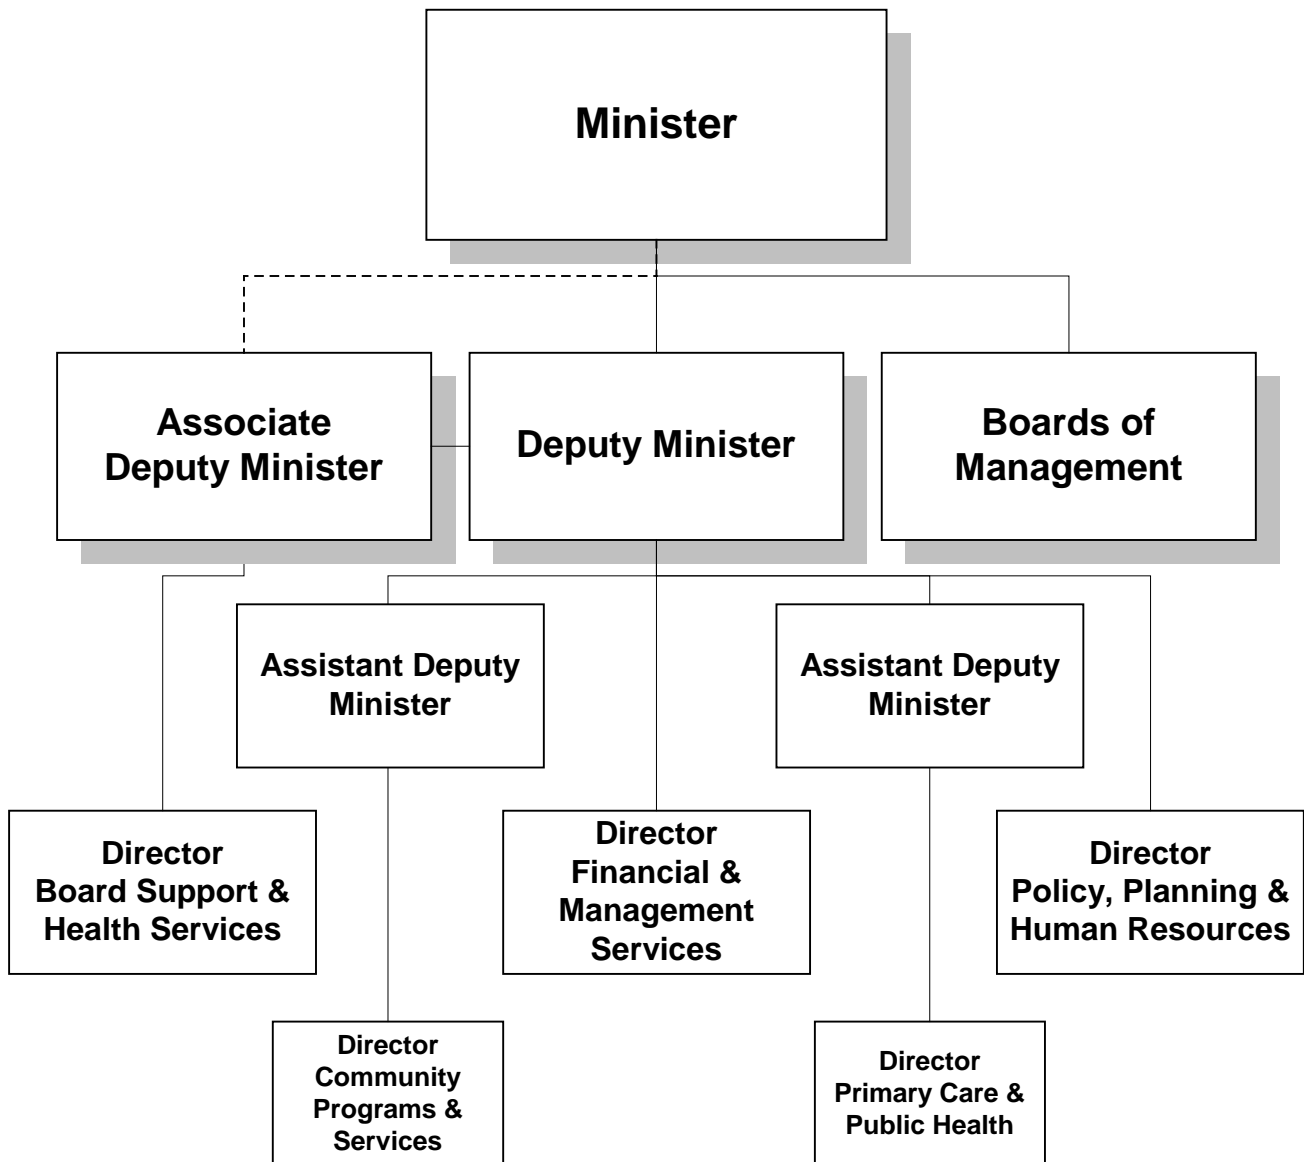 Minister
Associate
Deputy Minister
Deputy Minister
Boards of
Management
Assistant Deputy
Minister
Assistant Deputy
Minister
Director
Board Support &
Health Services
Director
Financial &
Management
Services
Director
Policy, Planning &
Human Resources
Director
Community
Programs &
Services
Director
Primary Care &
Public Health